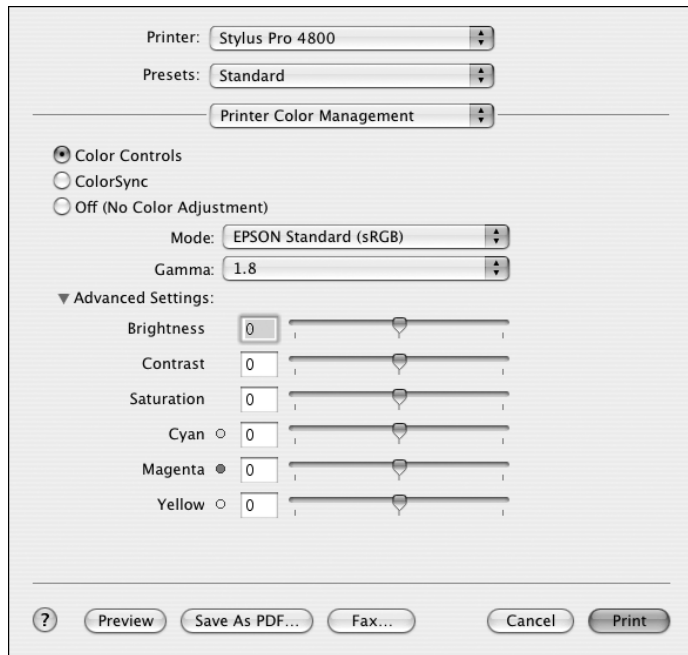 Printer: Stylus Pro 4800
Presets: Standard
Printer Color Management
Color Controls
ColorSync
Off (No Color Adjustment)
Mode: EPSON Standard (sRGB)
Gamma: 1.8
Advanced Settings:
Brightness 0
Contrast 0
Saturation 0
Cyan 0
Magenta 0
Yellow 0
? Preview Save As PDF... Fax... Cancel Print